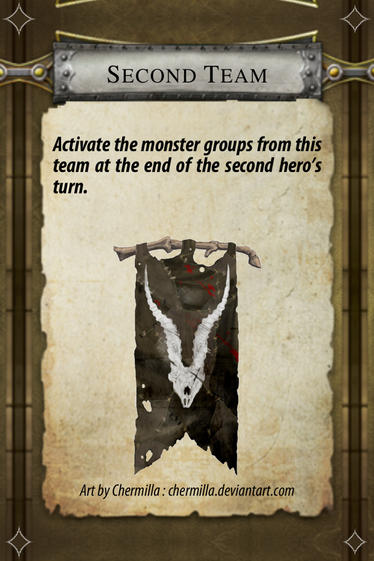 SECOND TEAM
Activate the monster groups from this
team at the end of the second hero's
turn.
Art by Chermilla : chermilla.deviantart.com